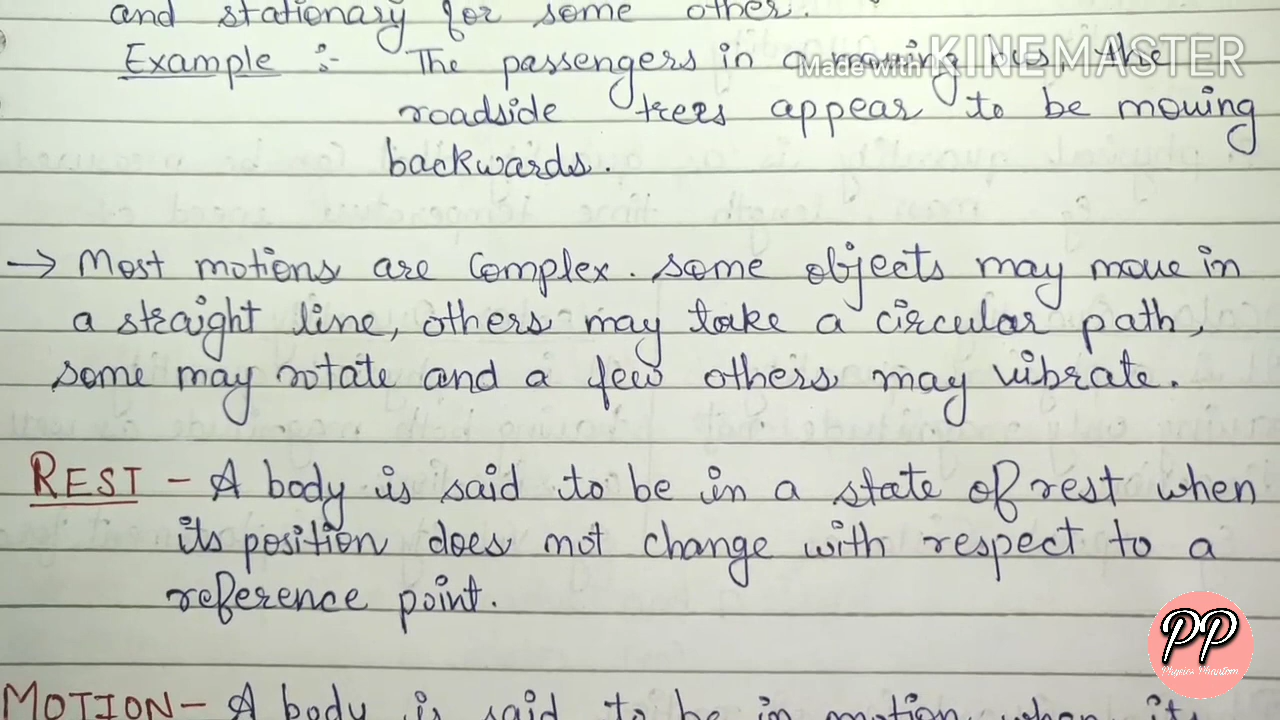 and stationary for some other.
Example :- The passengers in a moving bus, the
Made with KINEMASTER
roadside trees appear to be moving
backwards.
→ Most motions are complex. Some objects may move in
a straight line, others may take a circular path,
some may rotate and a few others may vibrate.
REST - A body is said to be in a state of rest when
its position does not change with respect to a
reference point.
PP
Physics Phantom
MOTION - A body is said to be in motion when its